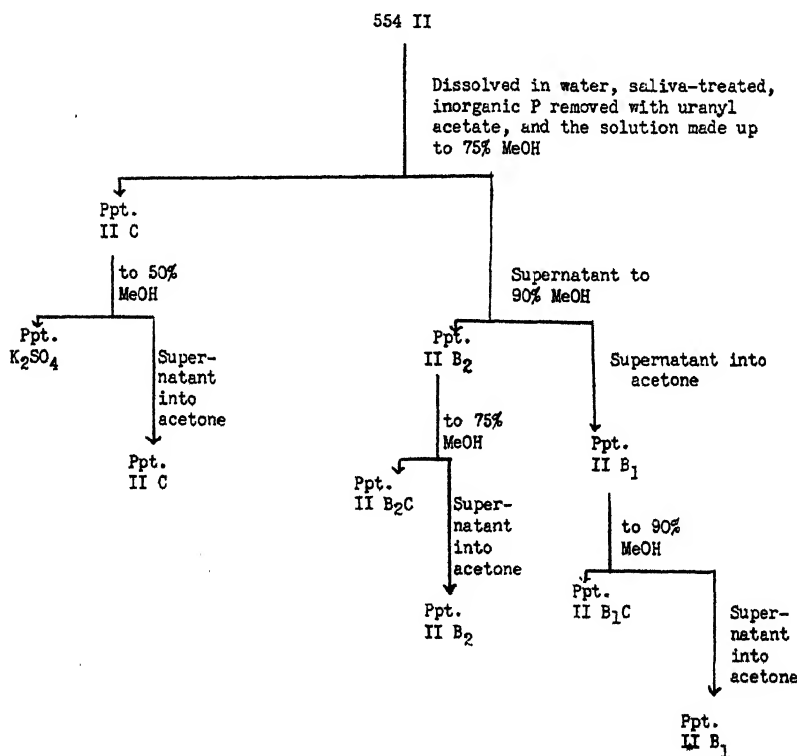 554 II
Dissolved in water, saliva-treated,
inorganic P removed with uranyl
acetate, and the solution made up
to 75% MeOH
Ppt.
II C
to 50%
MeOH
Ppt.
K₂SO₄
Super-
natant
into
acetone
Ppt.
II C
Supernatant to
90% MeOH
Ppt.
II B₂
to 75%
MeOH
Ppt.
II B₂C
Super-
natant
into
acetone
Ppt.
II B₂
Supernatant into
acetone
Ppt.
II B₁
to 90%
MeOH
Ppt.
II B₁C
Super-
natant
into
acetone
Ppt.
II B₁